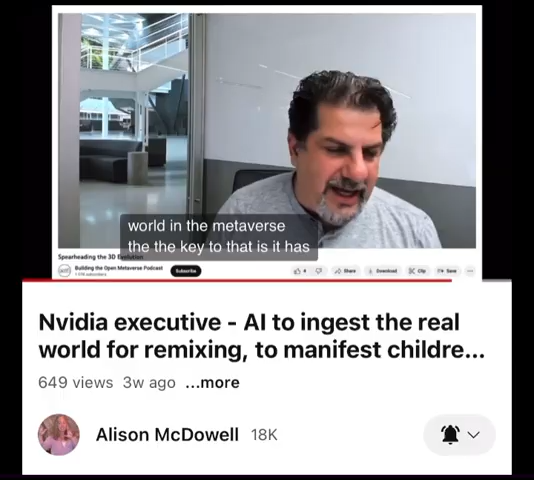 world in the metaverse
the the key to that is it has
Spearheading the 3D Evolution
Building the Open Metaverse Podcast
Subscribe
4
Share
Download
Clip
Save
...
Nvidia executive - AI to ingest the real
world for remixing, to manifest childre...
649 views 3w ago ...more
Alison McDowell 18K